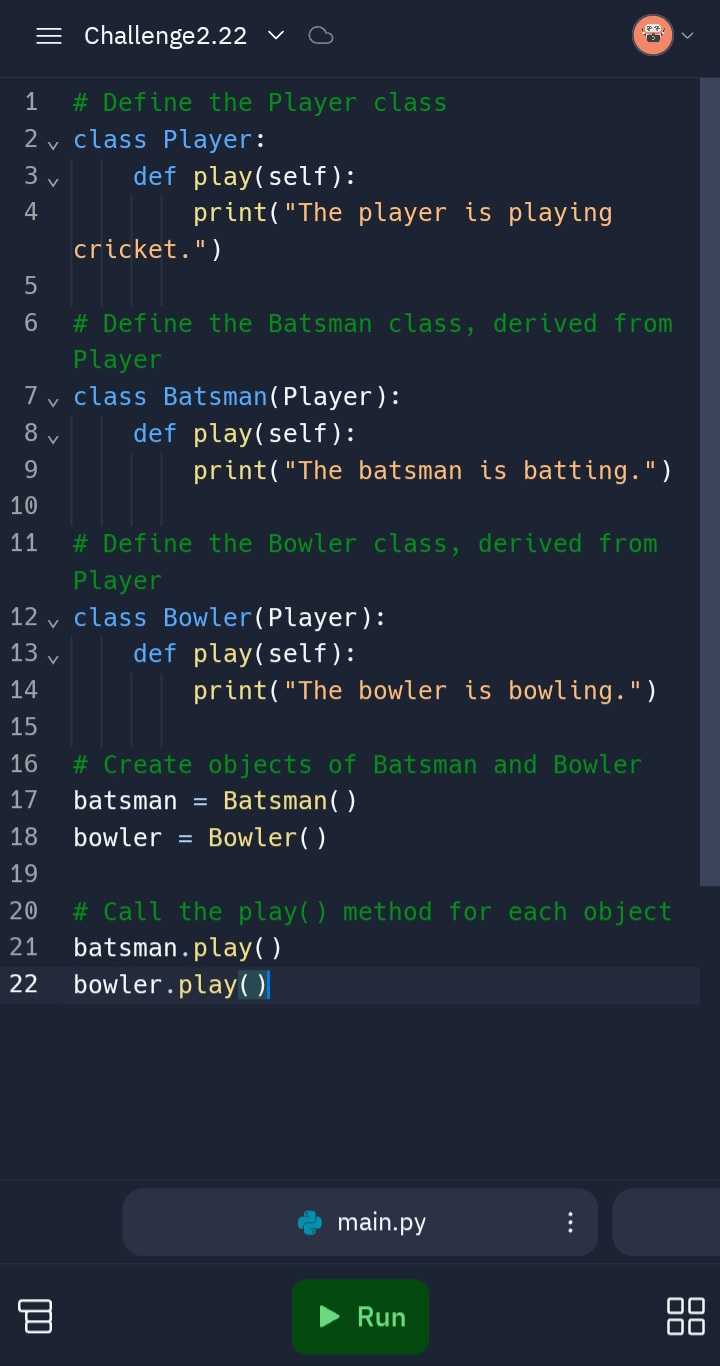 Challenge2.22
1 # Define the Player class
2 class Player:
3     def play(self):
4         print("The player is playing
cricket.")
5
6 # Define the Batsman class, derived from
Player
7 class Batsman(Player):
8     def play(self):
9         print("The batsman is batting.")
10
11 # Define the Bowler class, derived from
Player
12 class Bowler(Player):
13     def play(self):
14         print("The bowler is bowling.")
15
16 # Create objects of Batsman and Bowler
17 batsman = Batsman()
18 bowler = Bowler()
19
20 # Call the play() method for each object
21 batsman.play()
22 bowler.play()
main.py
Run